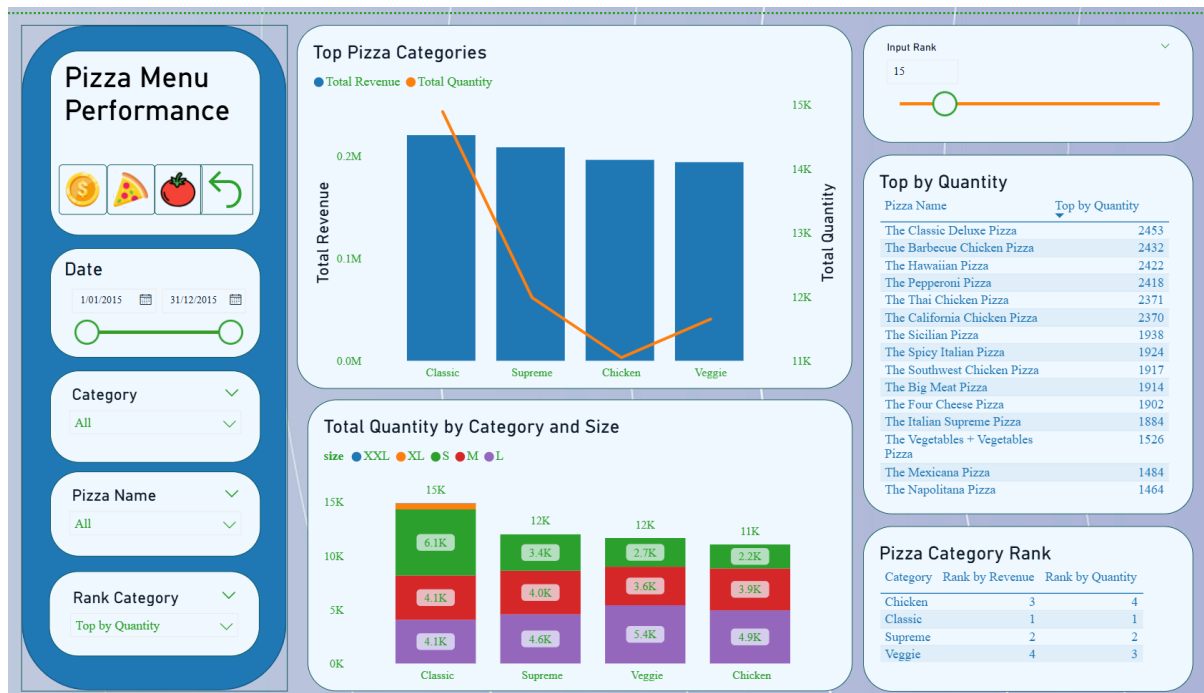 Pizza Menu
Performance
$
Date
1/01/2015 31/12/2015
Category
All
Pizza Name
All
Rank Category
Top by Quantity
Top Pizza Categories
Total Revenue Total Quantity
Total Revenue
0.2M
0.1M
0.0M
Classic Supreme Chicken Veggie
15K
14K
13K
12K
11K
Total Quantity
Total Quantity by Category and Size
size XXL XL S M L
15K
10K
5K
0K
15K 12K 12K 11K
6.1K 3.4K 2.7K 2.2K
4.1K 4.0K 3.6K 3.9K
4.1K 4.6K 5.4K 4.9K
Classic Supreme Veggie Chicken
Input Rank
15
Top by Quantity
Pizza Name Top by Quantity
The Classic Deluxe Pizza 2453
The Barbecue Chicken Pizza 2432
The Hawaiian Pizza 2422
The Pepperoni Pizza 2418
The Thai Chicken Pizza 2371
The California Chicken Pizza 2370
The Sicilian Pizza 1938
The Spicy Italian Pizza 1924
The Southwest Chicken Pizza 1917
The Big Meat Pizza 1914
The Four Cheese Pizza 1902
The Italian Supreme Pizza 1884
The Vegetables + Vegetables 1526
Pizza
The Mexicana Pizza 1484
The Napolitana Pizza 1464
Pizza Category Rank
Category Rank by Revenue Rank by Quantity
Chicken 3 4
Classic 1 1
Supreme 2 2
Veggie 4 3